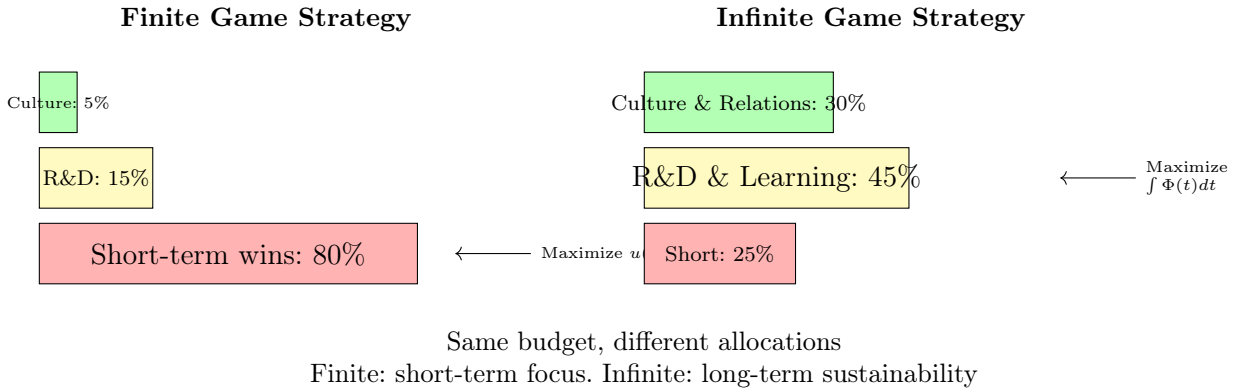 Finite Game Strategy
Infinite Game Strategy
Culture: 5%
Culture & Relations: 30%
R&D: 15%
R&D & Learning: 45%
Maximize
∫ Φ(t)dt
Short-term wins: 80%
Maximize u(
Short: 25%
Same budget, different allocations
Finite: short-term focus. Infinite: long-term sustainability